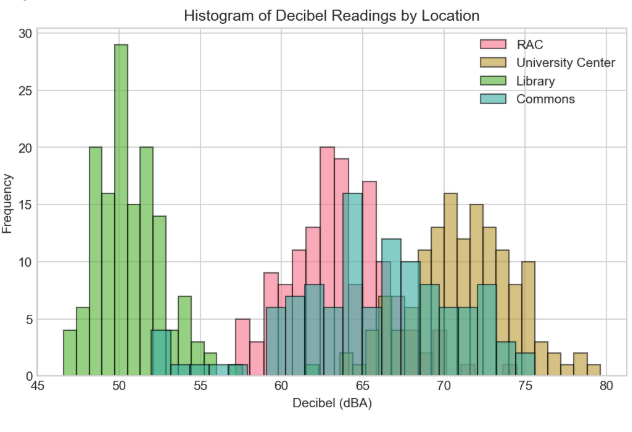 Histogram of Decibel Readings by Location
30
25
20
15
10
5
0
Frequency
RAC
University Center
Library
Commons
45 50 55 60 65 70 75 80
Decibel (dBA)